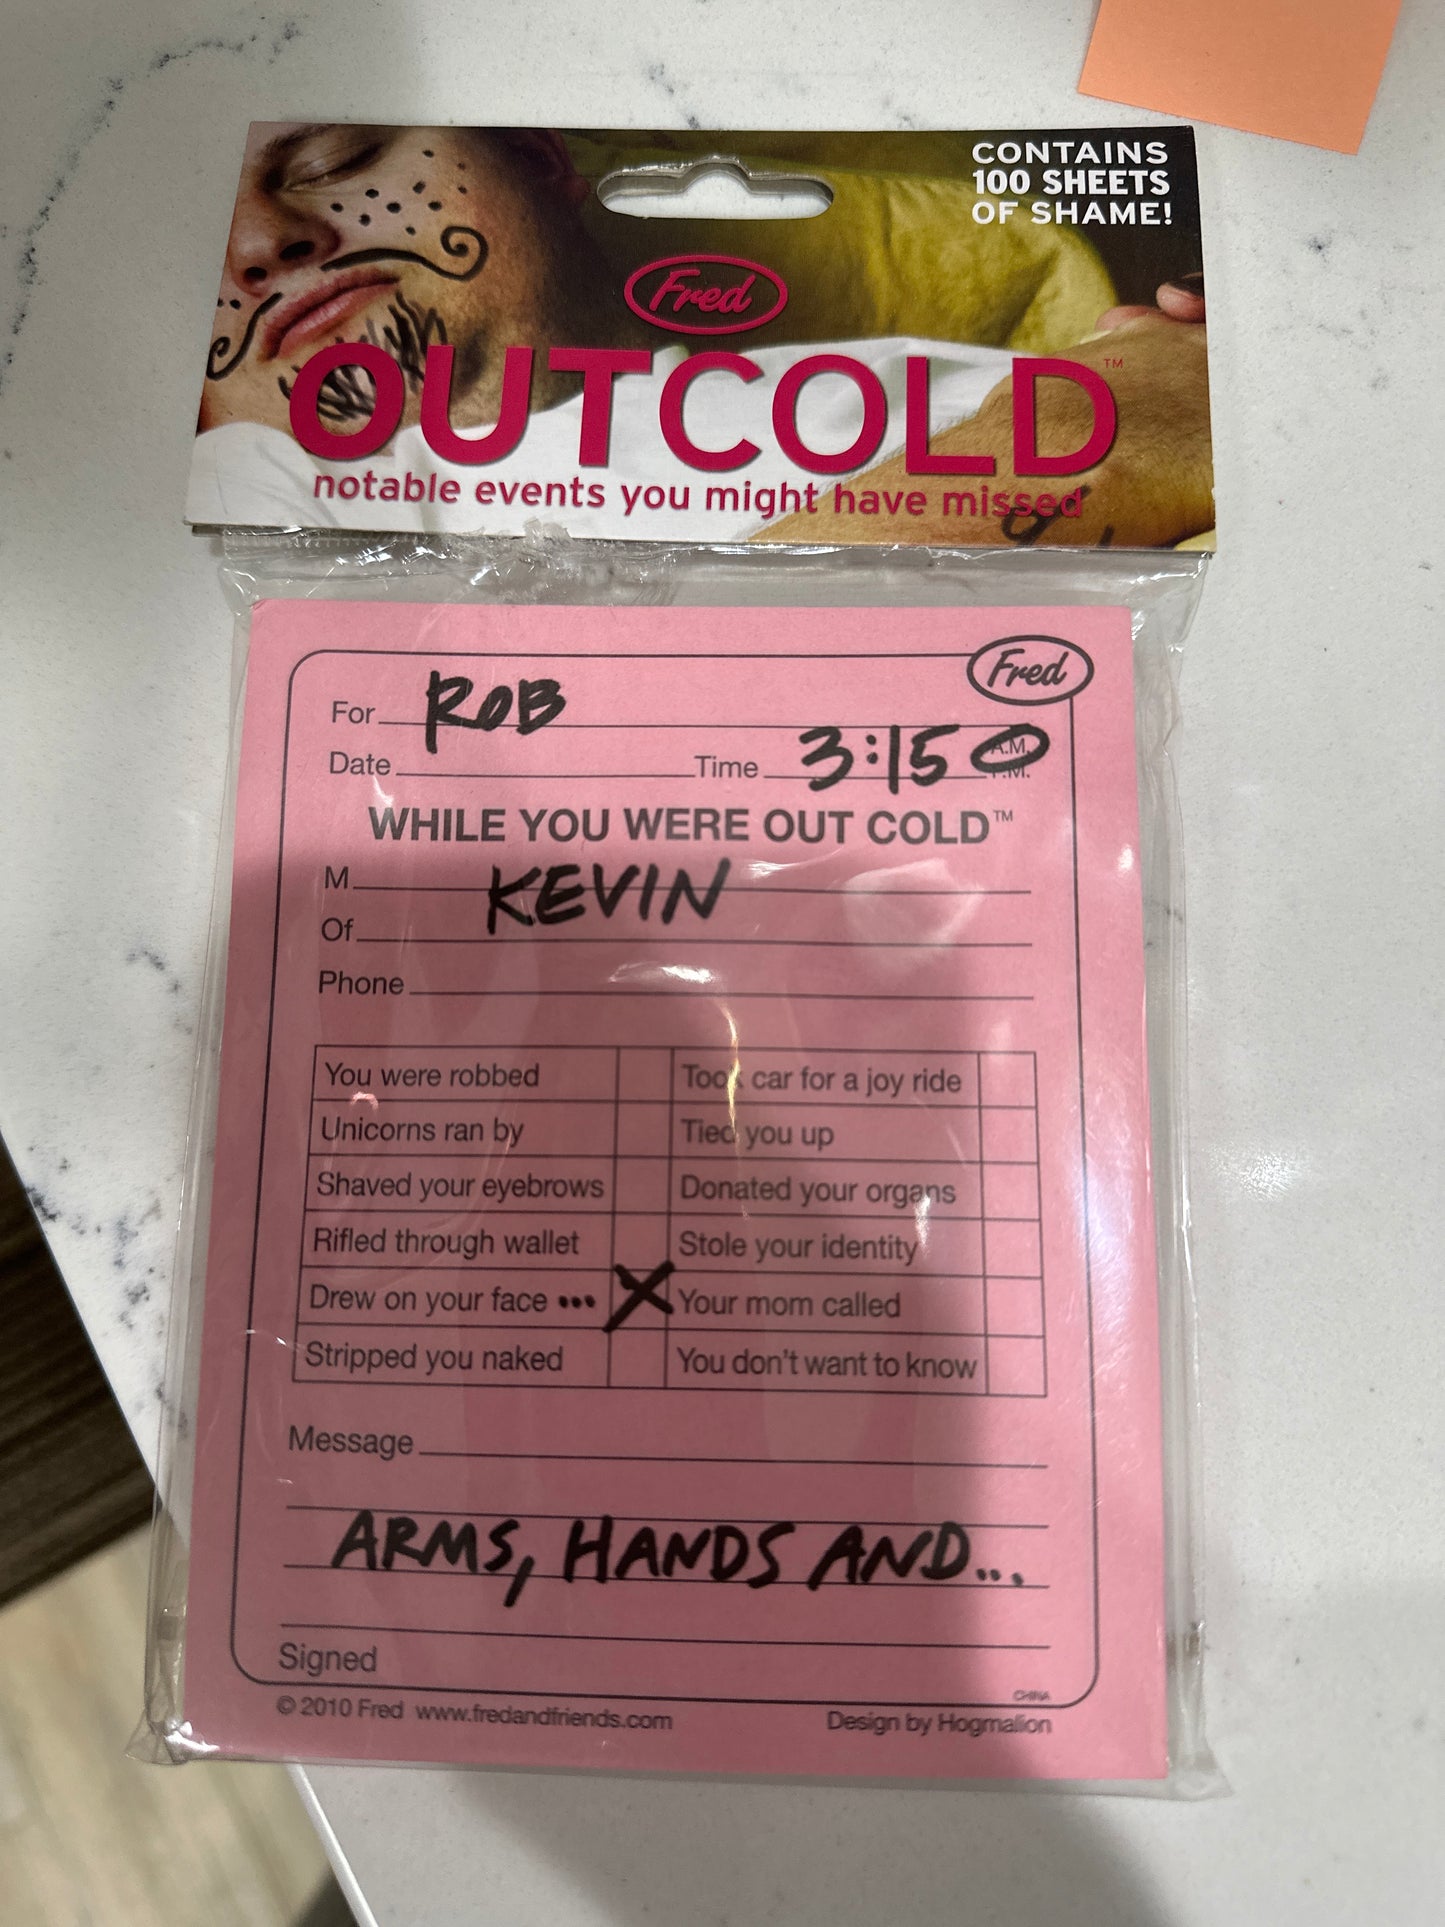 CONTAINS
100 SHEETS
OF SHAME!
Fred
OUTCOLD™
notable events you might have missed
Fred
For ROB
Date Time 3:15 A.M. P.M.
WHILE YOU WERE OUT COLD™
M KEVIN
Of
Phone
You were robbed Took car for a joy ride
Unicorns ran by Tied you up
Shaved your eyebrows Donated your organs
Rifled through wallet Stole your identity
Drew on your face ... X Your mom called
Stripped you naked You don't want to know
Message
ARMS, HANDS AND...
Signed
CHINA
© 2010 Fred www.fredandfriends.com Design by Hogmalion